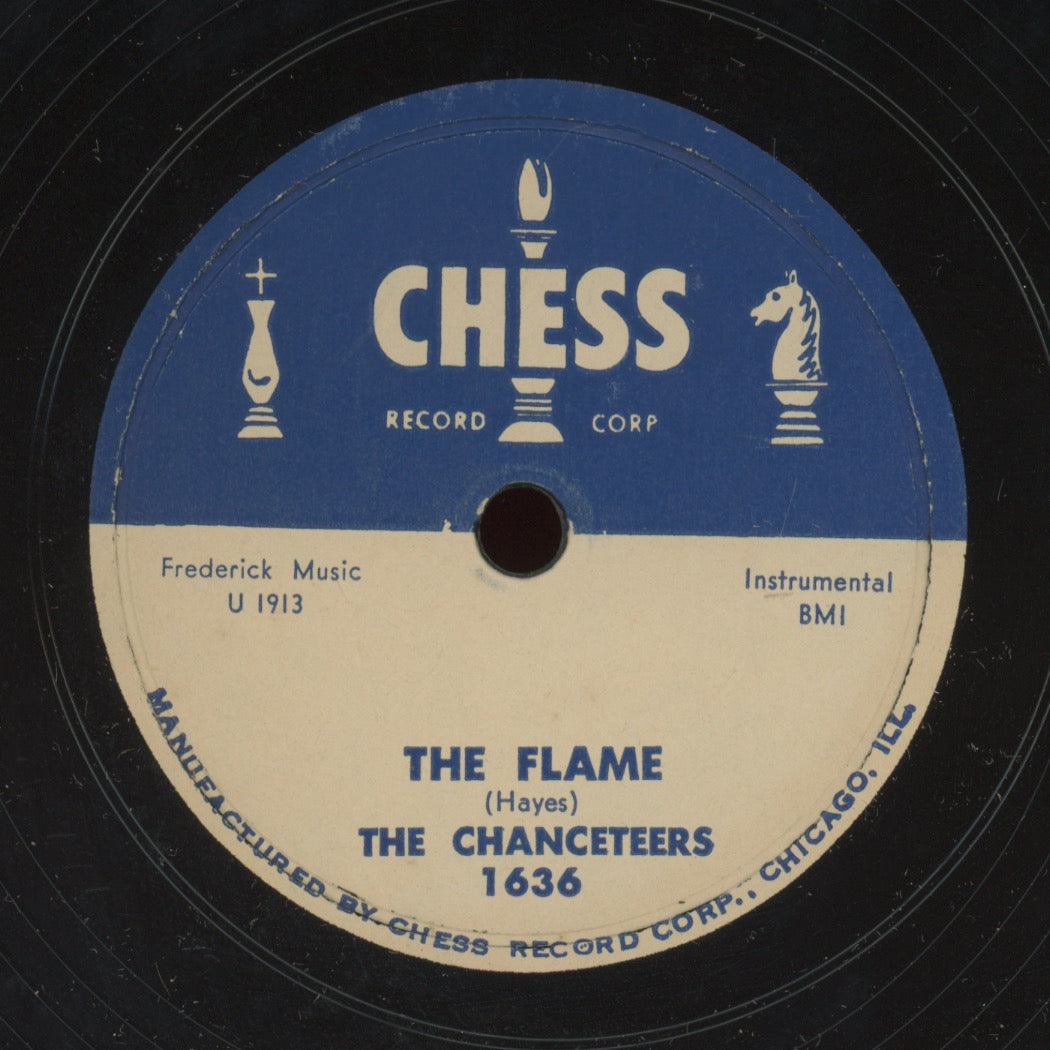 CHESS
RECORD CORP
Frederick Music
U 1913
Instrumental
BMI
THE FLAME
(Hayes)
THE CHANCETEERS
1636
MANUFACTURED BY CHESS RECORD CORP., CHICAGO, ILL.